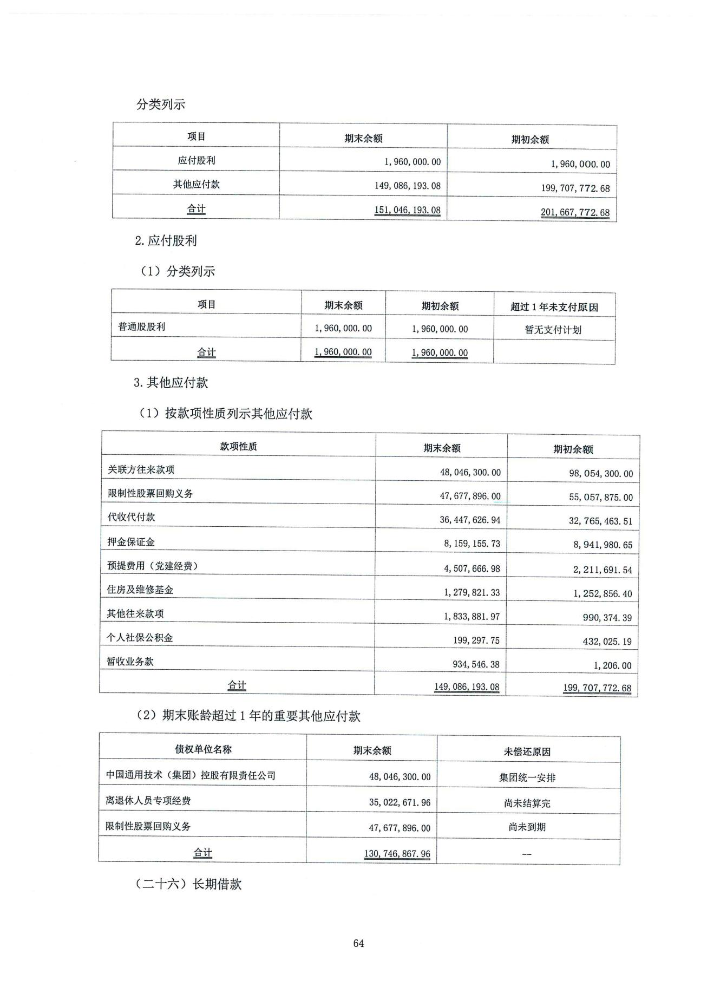 分类列示
项目 期末余额 期初余额
应付股利 1,960,000.00 1,960,000.00
其他应付款 149,086,193.08 199,707,772.68
合计 151,046,193.08 201,667,772.68
2.应付股利
（1）分类列示
项目 期末余额 期初余额 超过1年未支付原因
普通股股利 1,960,000.00 1,960,000.00 暂无支付计划
合计 1,960,000.00 1,960,000.00
3.其他应付款
（1）按款项性质列示其他应付款
款项性质 期末余额 期初余额
关联方往来款项 48,046,300.00 98,054,300.00
限制性股票回购义务 47,677,896.00 55,057,875.00
代收代付款 36,447,626.94 32,765,463.51
押金保证金 8,159,155.73 8,941,980.65
预提费用（党建经费） 4,507,666.98 2,211,691.54
住房及维修基金 1,279,821.33 1,252,856.40
其他往来款项 1,833,881.97 990,374.39
个人社保公积金 199,297.75 432,025.19
暂收业务款 934,546.38 1,206.00
合计 149,086,193.08 199,707,772.68
（2）期末账龄超过1年的重要其他应付款
债权单位名称 期末余额 未偿还原因
中国通用技术（集团）控股有限责任公司 48,046,300.00 集团统一安排
离退休人员专项经费 35,022,671.96 尚未结算完
限制性股票回购义务 47,677,896.00 尚未到期
合计 130,746,867.96 --
（二十六）长期借款
64